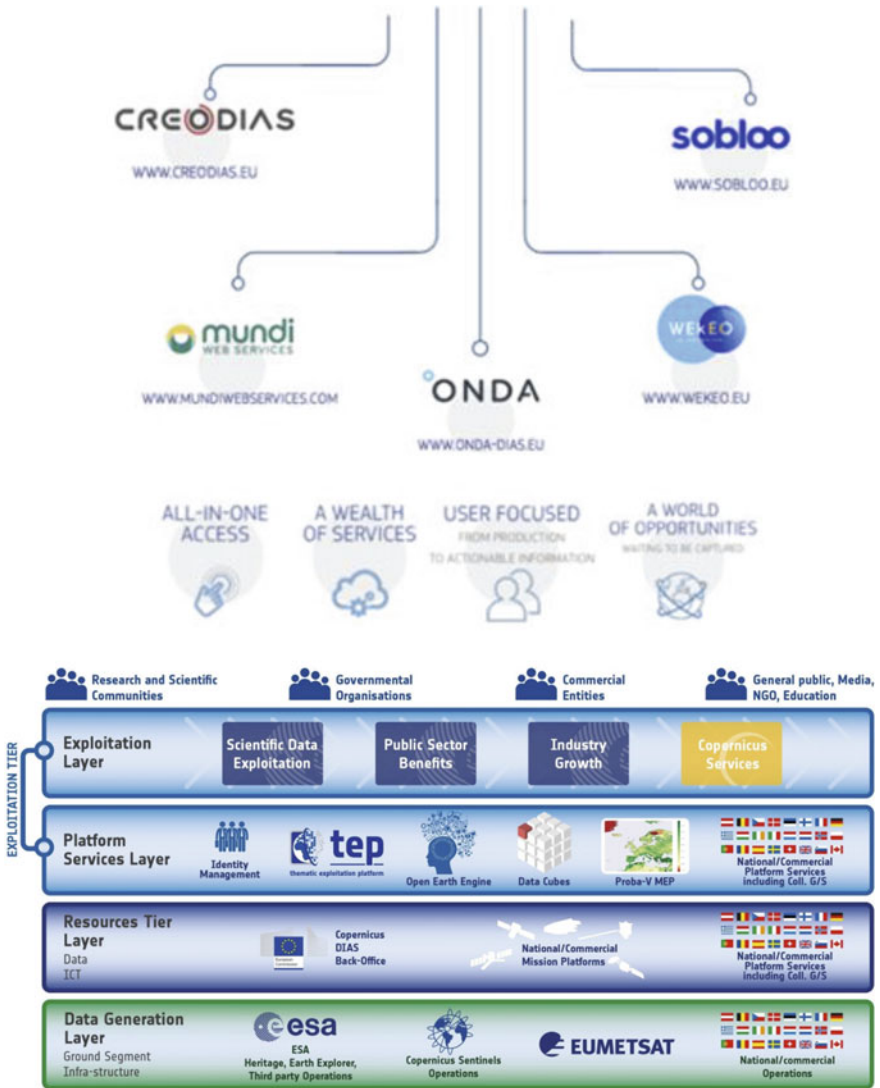 CREODIAS
WWW.CREODIAS.EU
sobloo
WWW.SOBLOO.EU
mundi
WEB SERVICES
WWW.MUNDIWEBSERVICES.COM
WEkEO
WWW.WEKEO.EU
ONDA
WWW.ONDA-DIAS.EU
ALL-IN-ONE
ACCESS
A WEALTH
OF SERVICES
USER FOCUSED
FROM PRODUCTION
TO ACTIONABLE INFORMATION
A WORLD
OF OPPORTUNITIES
WAITING TO BE CAPTURED
Research and Scientific
Communities
Governmental
Organisations
Commercial
Entities
General public, Media,
NGO, Education
EXPLOITATION TIER
Exploitation
Layer
Scientific Data
Exploitation
Public Sector
Benefits
Industry
Growth
Copernicus
Services
Platform
Services Layer
Identity
Management
tep
thematic exploitation platform
Open Earth Engine
Data Cubes
Proba-V MEP
National/Commercial
Platform Services
including Coll. G/S
Resources Tier
Layer
Data
ICT
European
Commission
Copernicus
DIAS
Back-Office
National/Commercial
Mission Platforms
National/Commercial
Platform Services
including Coll. G/S
Data Generation
Layer
Ground Segment
Infra-structure
esa
ESA
Heritage, Earth Explorer,
Third party Operations
Copernicus Sentinels
Operations
EUMETSAT
National/commercial
Operations